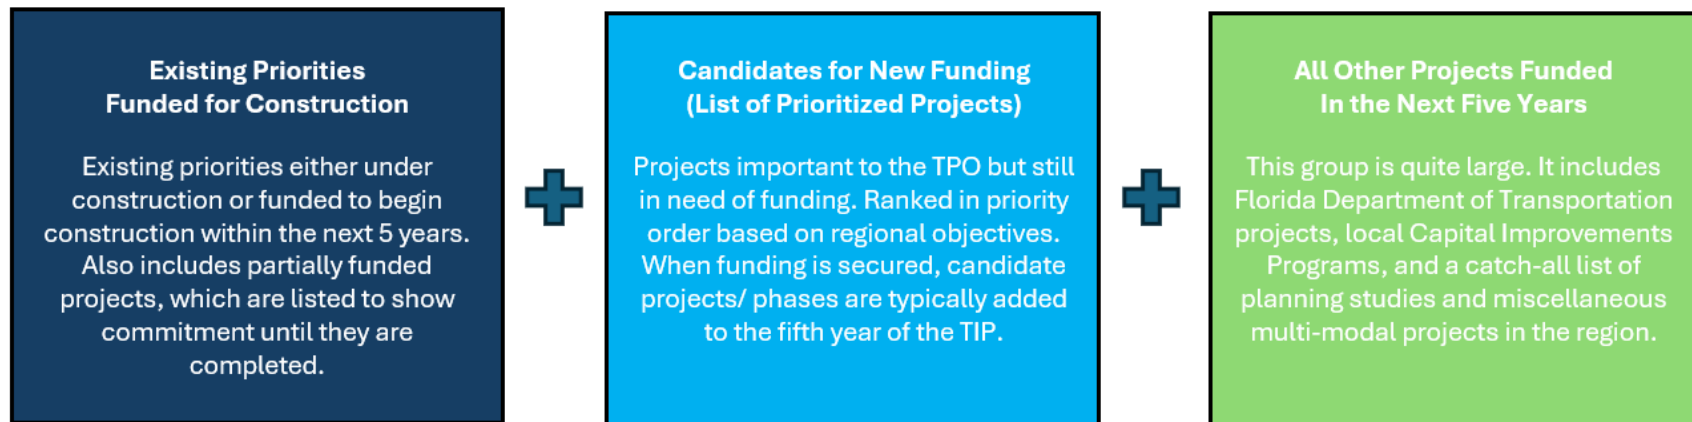 Existing Priorities
Funded for Construction
Existing priorities either under
construction or funded to begin
construction within the next 5 years.
Also includes partially funded
projects, which are listed to show
commitment until they are
completed.
Candidates for New Funding
(List of Prioritized Projects)
Projects important to the TPO but still
in need of funding. Ranked in priority
order based on regional objectives.
When funding is secured, candidate
projects/ phases are typically added
to the fifth year of the TIP.
All Other Projects Funded
In the Next Five Years
This group is quite large. It includes
Florida Department of Transportation
projects, local Capital Improvements
Programs, and a catch-all list of
planning studies and miscellaneous
multi-modal projects in the region.